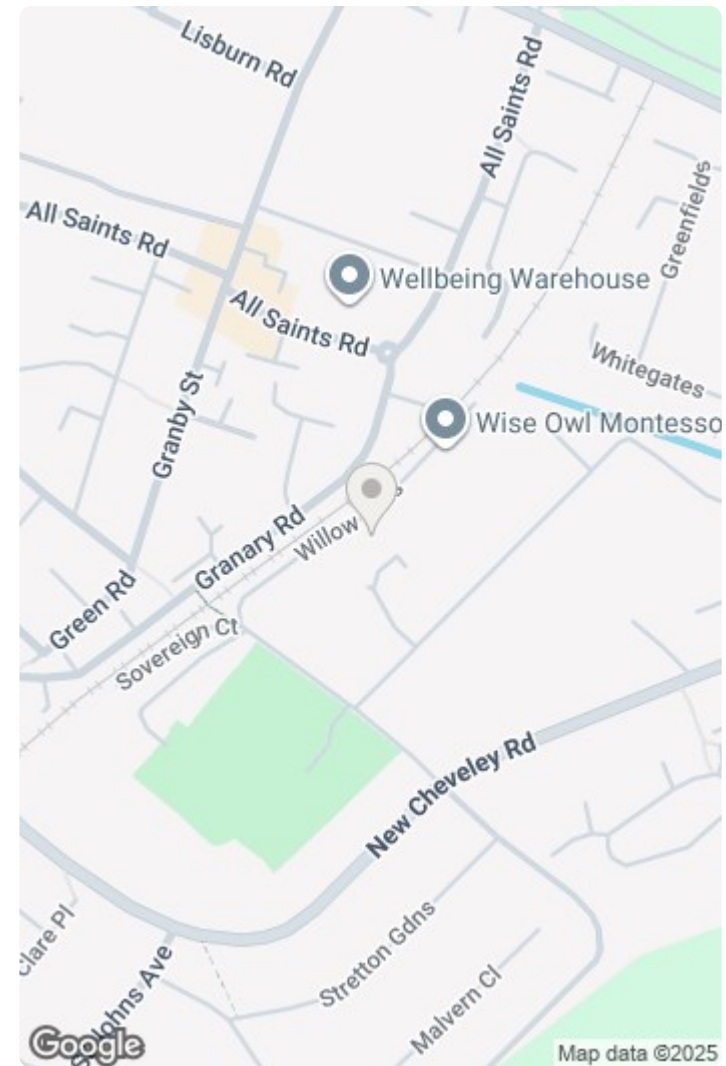 Lisburn Rd
All Saints Rd
Greenfields
All Saints Rd
Wellbeing Warehouse
All Saints Rd
Whitegates
Granby St
Wise Owl Montesso
Granary Rd
Willow
Green Rd
Sovereign Ct
New Cheveley Rd
Clare Pl
Stretton Gdns
Johns Ave
Malvern Cl
Google
Map data ©2025